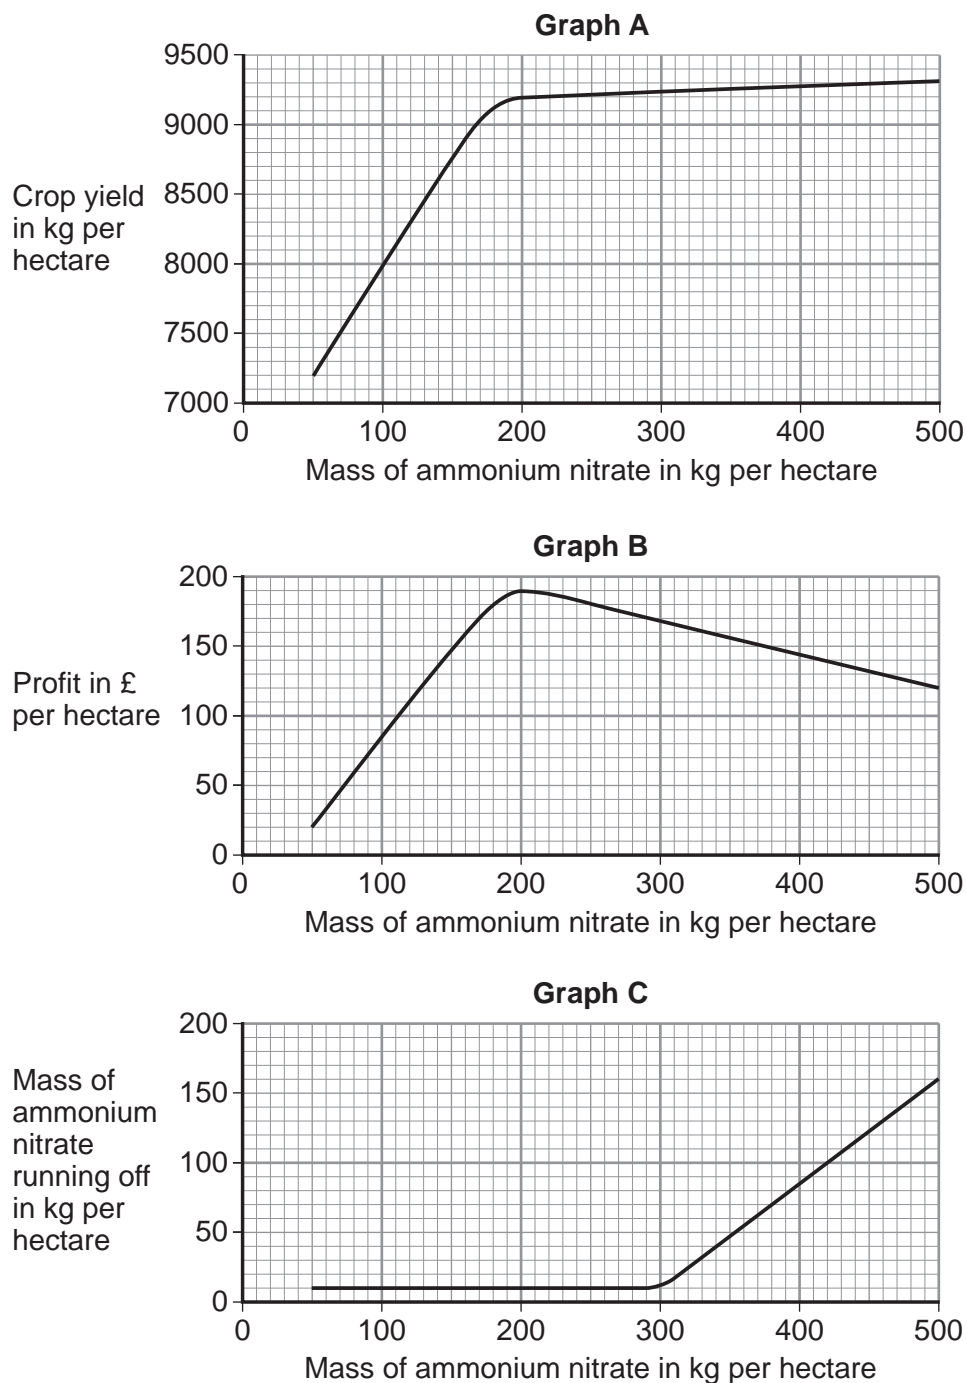 Graph A
9500
9000
8500
8000
7500
7000
Crop yield
in kg per
hectare
0 100 200 300 400 500
Mass of ammonium nitrate in kg per hectare
Graph B
200
150
100
50
0
Profit in £
per hectare
0 100 200 300 400 500
Mass of ammonium nitrate in kg per hectare
Graph C
200
150
100
50
0
Mass of
ammonium
nitrate
running off
in kg per
hectare
0 100 200 300 400 500
Mass of ammonium nitrate in kg per hectare